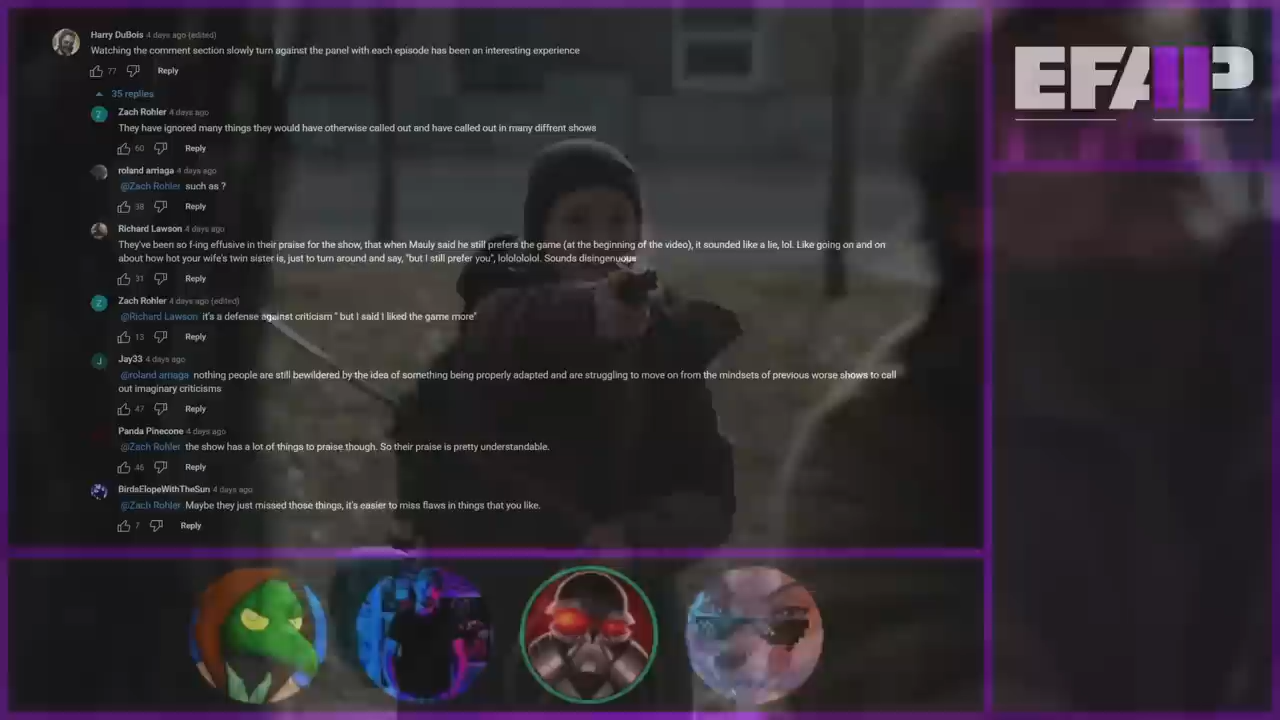 Harry DuBois 4 days ago (edited)
Watching the comment section slowly turn against the panel with each episode has been an interesting experience
77 Reply
35 replies
Z
Zach Rohler 4 days ago
They have ignored many things they would have otherwise called out and have called out in many diffrent shows
60 Reply
roland arriaga 4 days ago
@Zach Rohler such as ?
38 Reply
Richard Lawson 4 days ago
They've been so f-ing effusive in their praise for the show, that when Mauly said he still prefers the game (at the beginning of the video), it sounded like a lie, lol. Like going on and on
about how hot your wife's twin sister is, just to turn around and say, "but I still prefer you", lolololol. Sounds disingenuous
31 Reply
Z
Zach Rohler 4 days ago (edited)
@Richard Lawson it's a defense against criticism " but I said I liked the game more"
13 Reply
J
Jay33 4 days ago
@roland arriaga nothing people are still bewildered by the idea of something being properly adapted and are struggling to move on from the mindsets of previous worse shows to call
out imaginary criticisms
47 Reply
Panda Pinecone 4 days ago
@Zach Rohler the show has a lot of things to praise though. So their praise is pretty understandable.
46 Reply
BirdsElopeWithTheSun 4 days ago
@Zach Rohler Maybe they just missed those things, it's easier to miss flaws in things that you like.
7 Reply
EFAP